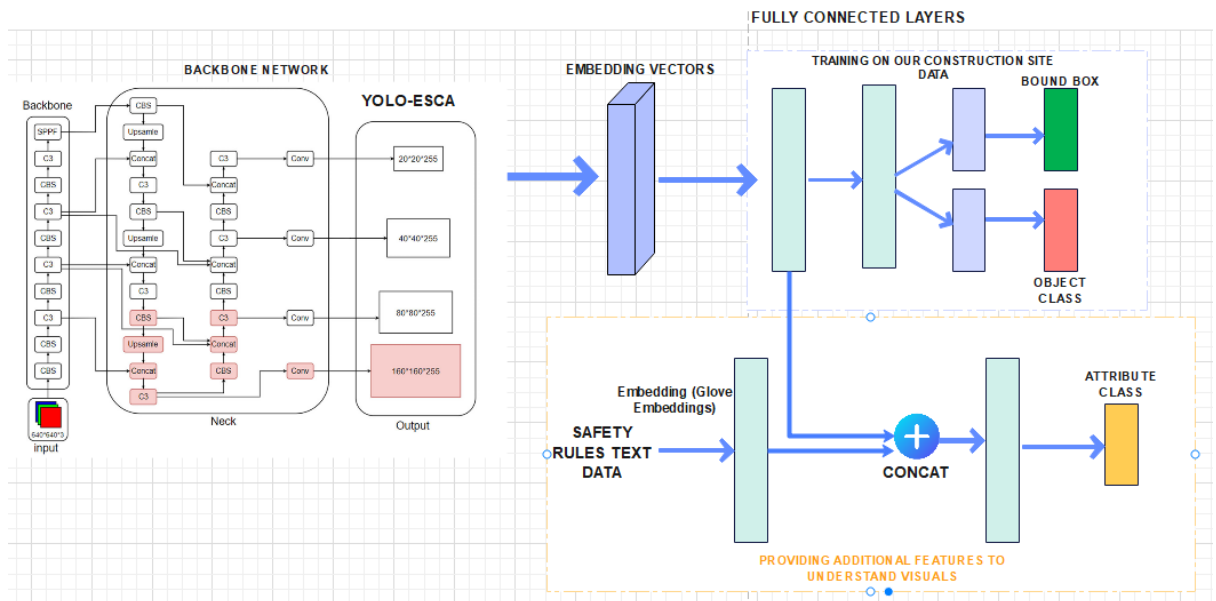 FULLY CONNECTED LAYERS
BACKBONE NETWORK
EMBEDDING VECTORS
TRAINING ON OUR CONSTRUCTION SITE
DATA
BOUND BOX
YOLO-ESCA
Backbone
SPPF
C3
CBS
C3
CBS
C3
CBS
C3
CBS
CBS
640*640*3
input
CBS
Upsamle
Concat
C3
CBS
Upsamle
Concat
C3
CBS
Upsamle
Concat
C3
C3
Concat
CBS
C3
Concat
CBS
C3
Concat
CBS
Conv
Conv
Conv
Conv
Neck
20*20*255
40*40*255
80*80*255
160*160*255
Output
OBJECT
CLASS
Embedding (Glove
Embeddings)
SAFETY
RULES TEXT
DATA
CONCAT
ATTRIBUTE
CLASS
PROVIDING ADDITIONAL FEATURES TO
UNDERSTAND VISUALS